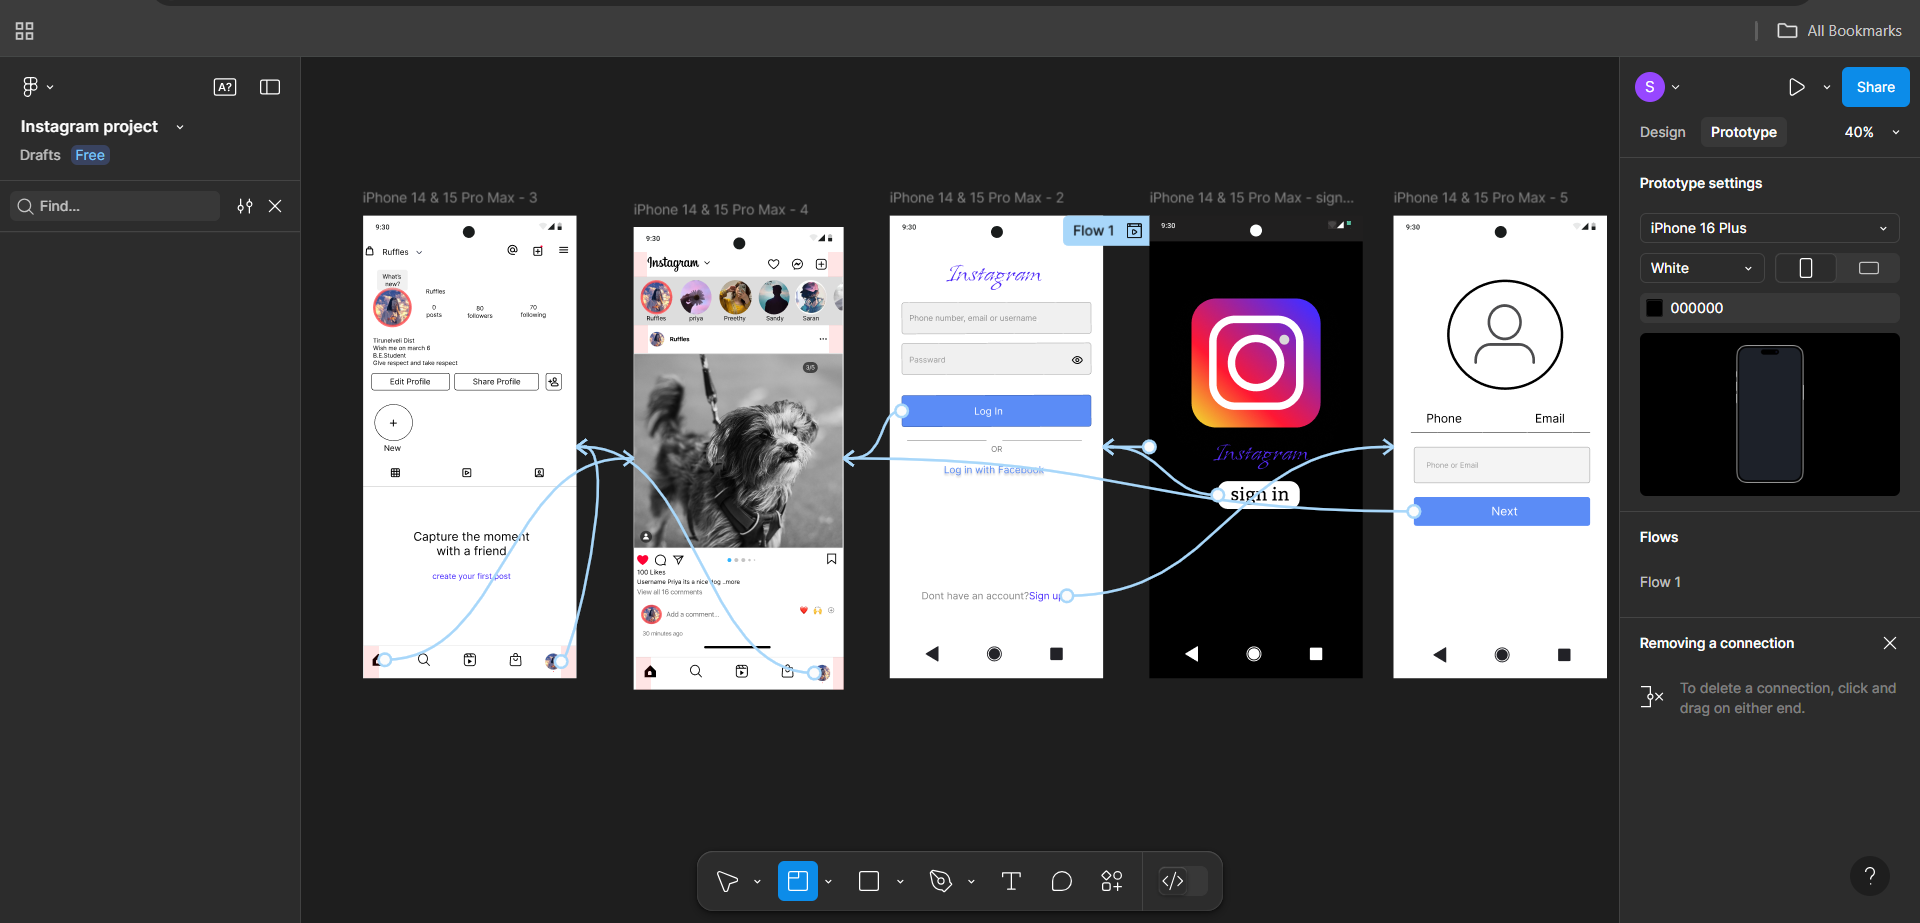 All Bookmarks
A?
Instagram project
Drafts
Free
Find...
iPhone 14 & 15 Pro Max - 3
9:30
Ruffles
What's
new?
Ruffles
0
posts
80
followers
70
following
Tirunelveli Dist
Wish me on march 6
B.E.Student
Give respect and take respect
Edit Profile
Share Profile
+
New
Capture the moment
with a friend
create your first post
iPhone 14 & 15 Pro Max - 4
9:30
Instagram
Ruffles
priya
Preethy
Sandy
Saran
Ruffles
3/5
100 Likes
Username Priya its a nice dog ..more
View all 16 comments
Add a comment...
30 minutes ago
iPhone 14 & 15 Pro Max - 2
9:30
Flow 1
Instagram
Phone number, email or username
Passward
Log In
OR
Log in with Facebook
Dont have an account?Sign up
iPhone 14 & 15 Pro Max - sign...
9:30
Instagram
sign in
iPhone 14 & 15 Pro Max - 5
9:30
Phone
Email
Phone or Email
Next
S
Share
Design
Prototype
40%
Prototype settings
iPhone 16 Plus
White
000000
Flows
Flow 1
Removing a connection
To delete a connection, click and
drag on either end.
?